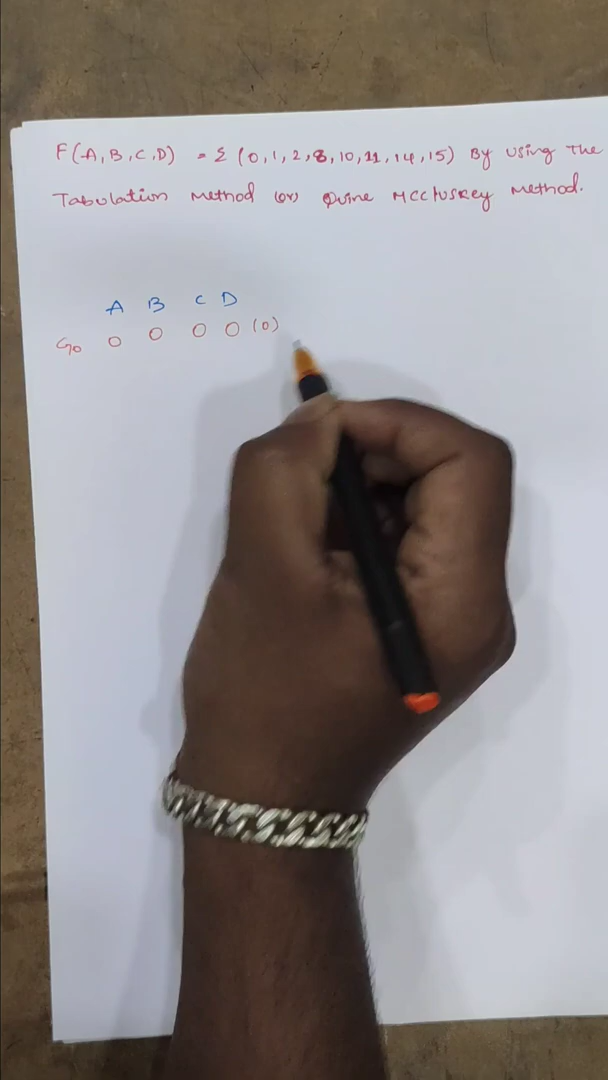 F(A,B,C,D) = Σ (0,1,2,8,10,11,14,15) By using The
Tabulation Method (or) Quine McCluskey Method.
A B C D
G0 0 0 0 0 (0)